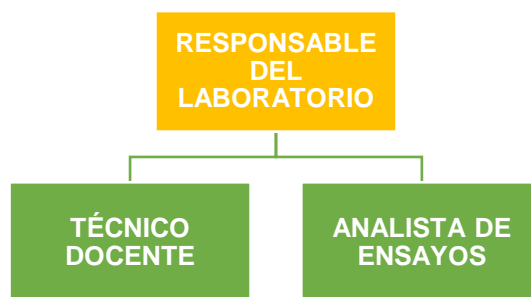 RESPONSABLE
DEL
LABORATORIO
TÉCNICO
DOCENTE
ANALISTA DE
ENSAYOS